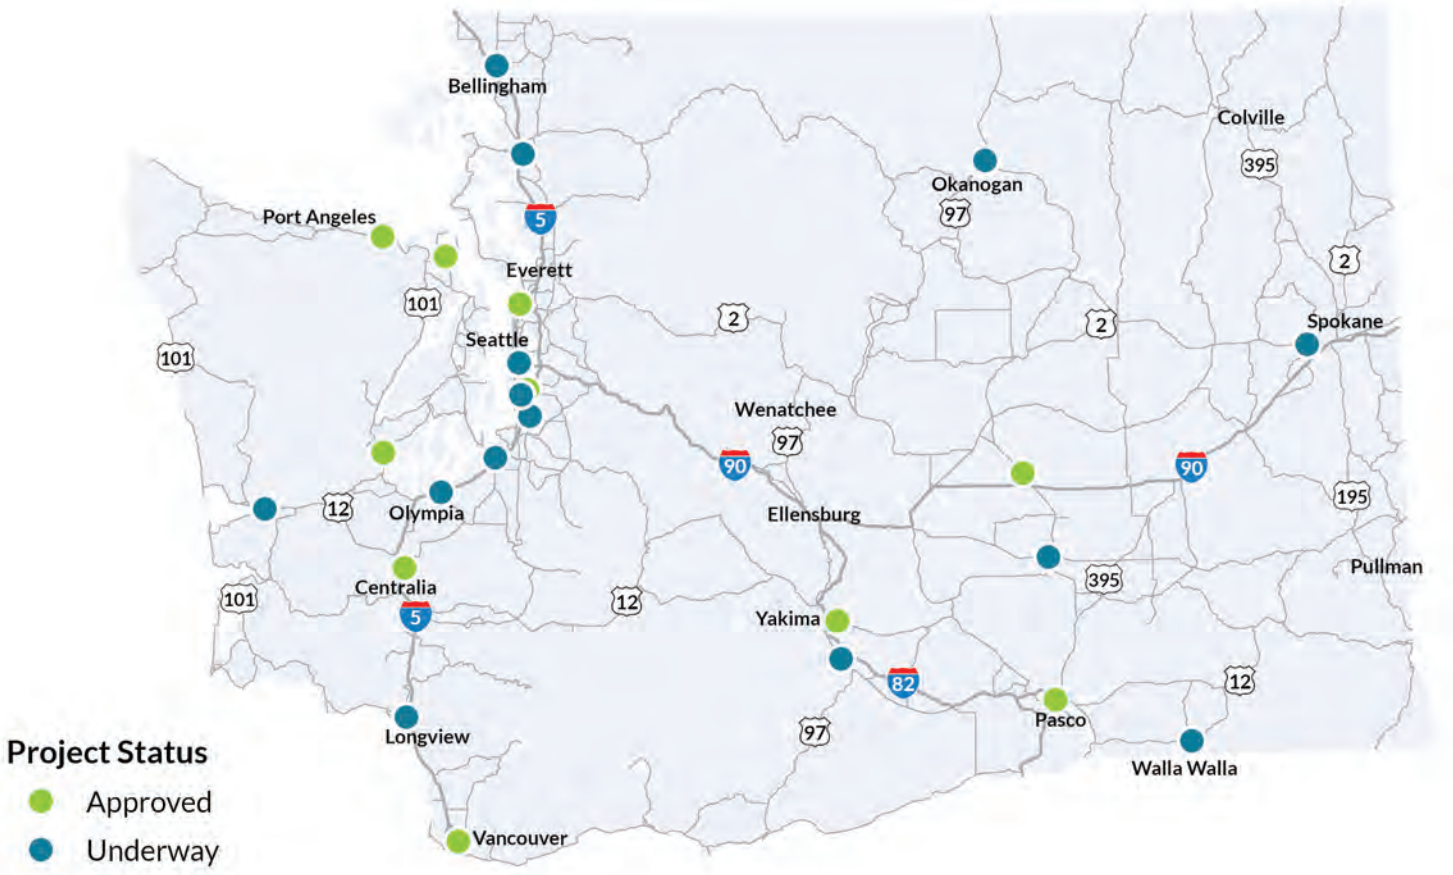 Bellingham
Colville
395
Okanogan
97
Port Angeles
5
2
Everett
101
2
2
Spokane
Seattle
101
Wenatchee
97
90
90
195
12
Olympia
Ellensburg
Pullman
395
Centralia
101
12
5
Yakima
82
12
Pasco
97
Longview
Walla Walla
Vancouver
Project Status
Approved
Underway